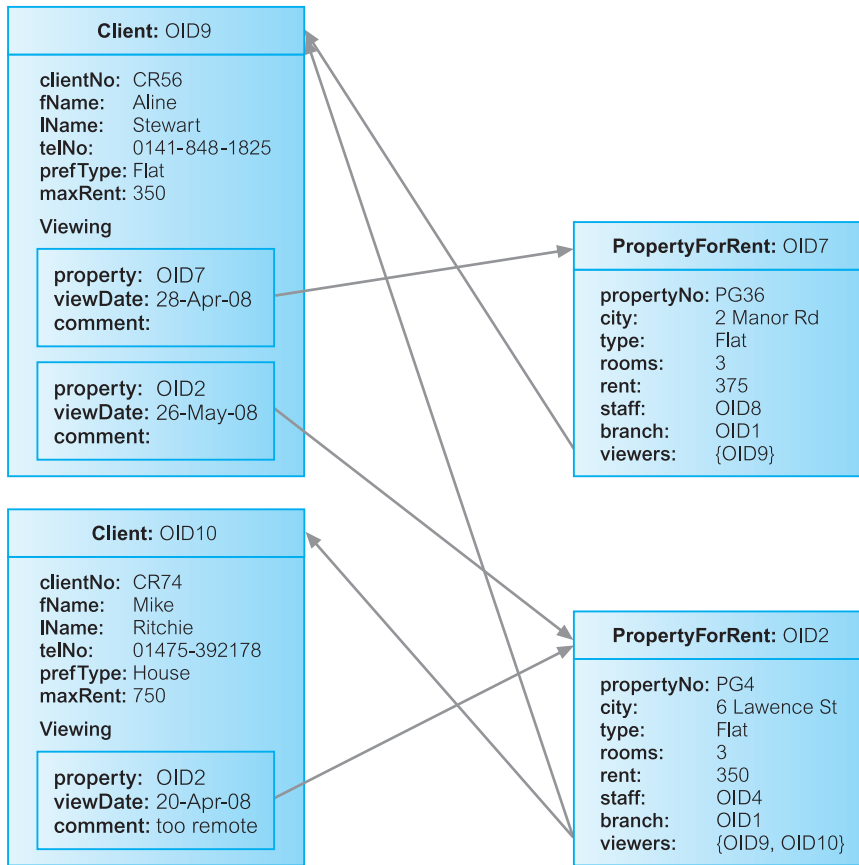 Client: OID9
clientNo: CR56
fName: Aline
lName: Stewart
telNo: 0141-848-1825
prefType: Flat
maxRent: 350
Viewing
property: OID7
viewDate: 28-Apr-08
comment:
property: OID2
viewDate: 26-May-08
comment:
PropertyForRent: OID7
propertyNo: PG36
city: 2 Manor Rd
type: Flat
rooms: 3
rent: 375
staff: OID8
branch: OID1
viewers: {OID9}
Client: OID10
clientNo: CR74
fName: Mike
lName: Ritchie
telNo: 01475-392178
prefType: House
maxRent: 750
Viewing
property: OID2
viewDate: 20-Apr-08
comment: too remote
PropertyForRent: OID2
propertyNo: PG4
city: 6 Lawence St
type: Flat
rooms: 3
rent: 350
staff: OID4
branch: OID1
viewers: {OID9, OID10}